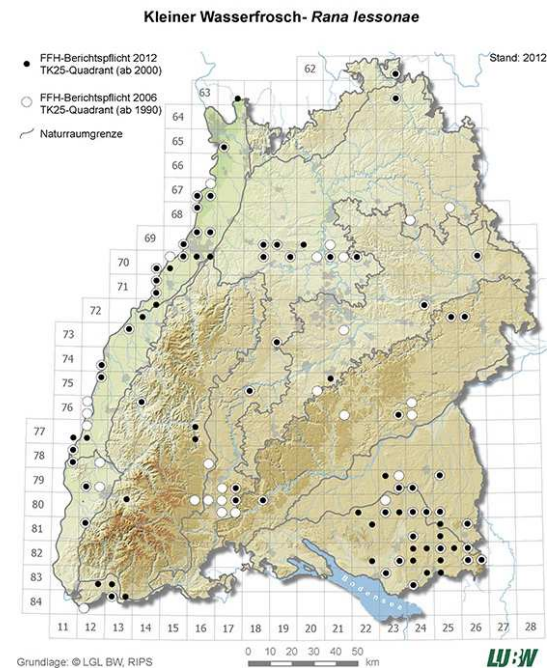 Kleiner Wasserfrosch- Rana lessonae
FFH-Berichtspflicht 2012
TK25-Quadrant (ab 2000)
FFH-Berichtspflicht 2006
TK25-Quadrant (ab 1990)
Naturraumgrenze
Stand: 2012
62
63
64
65
66
67
68
69
70
71
72
73
74
75
76
77
78
79
80
81
82
83
84
Bodensee
11 12 13 14 15 16 17 18 19 20 21 22 23 24 25 26 27 28
0 10 20 30 40 50
km
Grundlage: © LGL BW, RIPS
LUBW